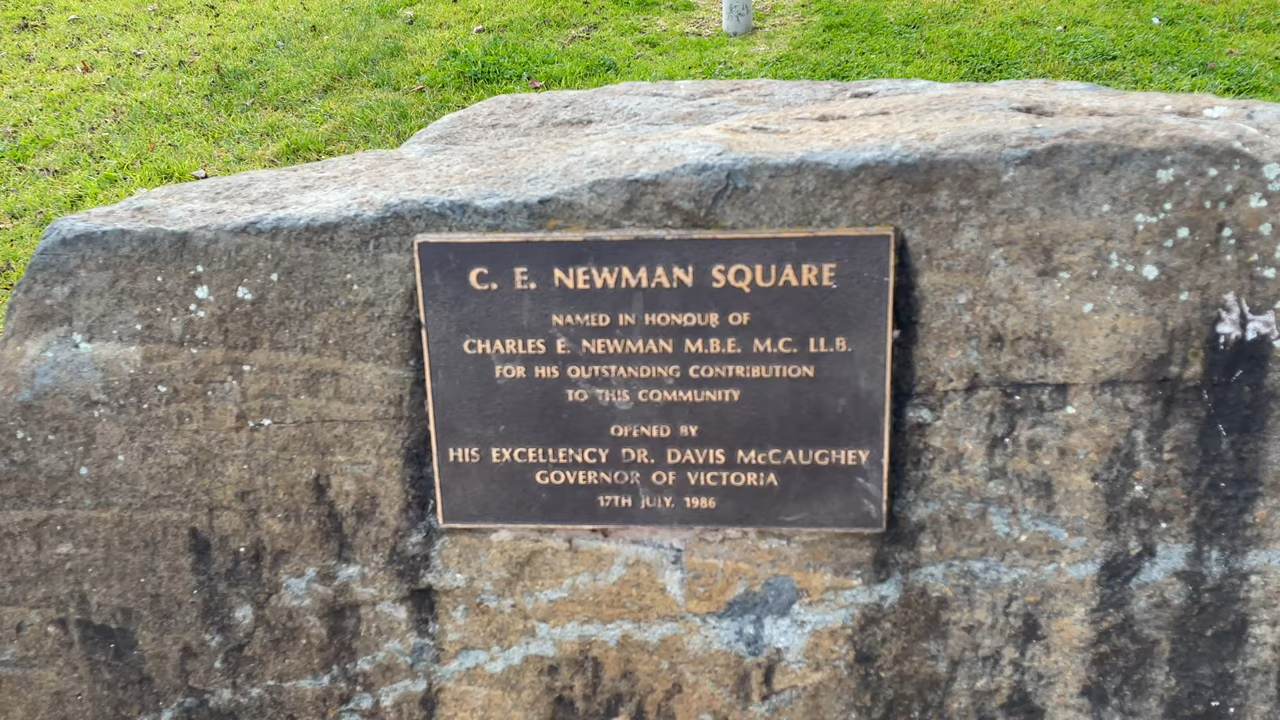 C. E. NEWMAN SQUARE
NAMED IN HONOUR OF
CHARLES E. NEWMAN M.B.E. M.C. LL.B.
FOR HIS OUTSTANDING CONTRIBUTION
TO THIS COMMUNITY
OPENED BY
HIS EXCELLENCY DR. DAVIS McCAUGHEY
GOVERNOR OF VICTORIA
17TH JULY, 1986